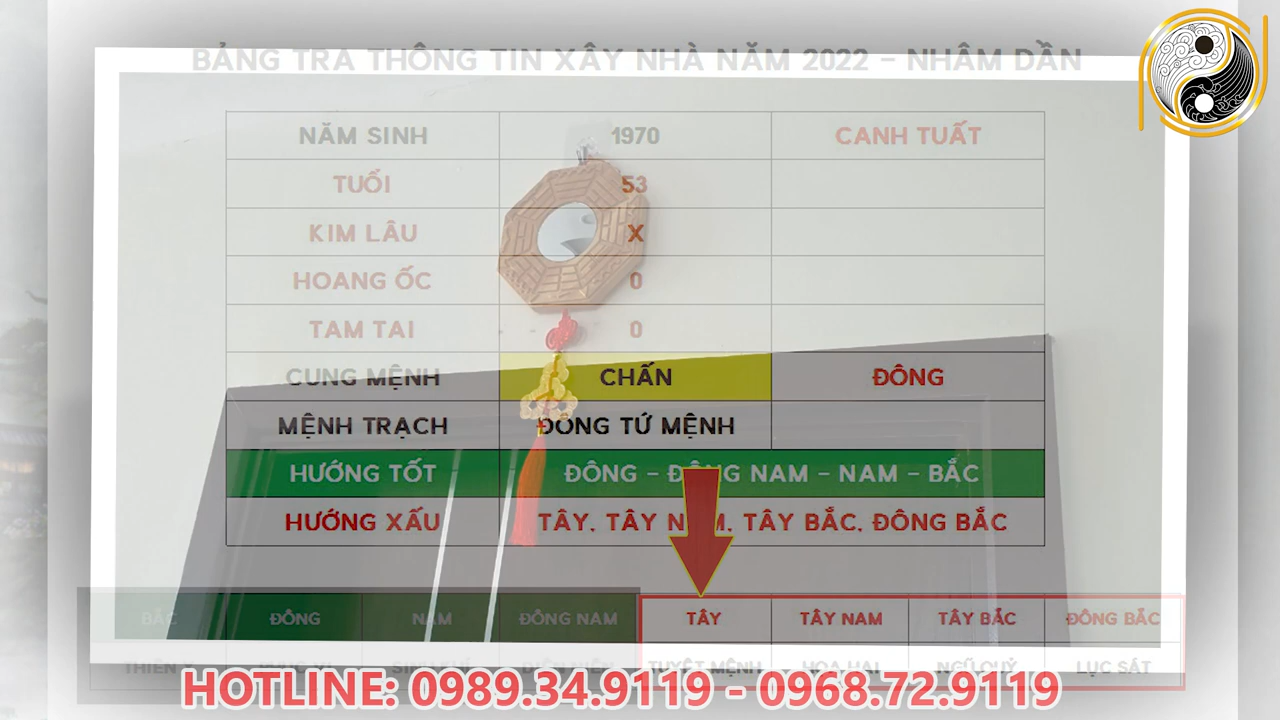 BẢNG TRA THÔNG TIN XÂY NHÀ NĂM 2022 - NHÂM DẦN
NĂM SINH 1970 CANH TUẤT
TUỔI 53
KIM LÂU X
HOANG ỐC 0
TAM TAI 0
CUNG MỆNH CHẤN ĐÔNG
MỆNH TRẠCH ĐÔNG TỨ MỆNH
HƯỚNG TỐT ĐÔNG - ĐÔNG NAM - NAM - BẮC
HƯỚNG XẤU TÂY, TÂY NAM, TÂY BẮC, ĐÔNG BẮC
BẮC ĐÔNG NAM ĐÔNG NAM TÂY TÂY NAM TÂY BẮC ĐÔNG BẮC
THIÊN TUYỆT MỆNH HỌA HẠI NGŨ QUỶ LỤC SÁT
HOTLINE: 0989.34.9119 - 0968.72.9119